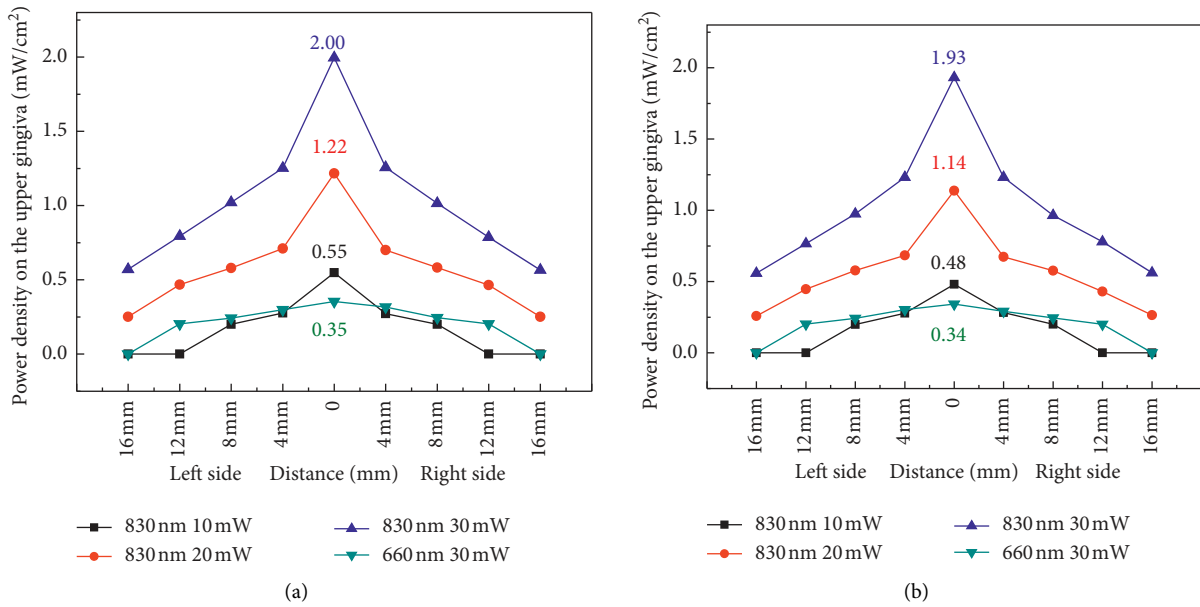 Power density on the upper gingiva (mW/cm²)
2.0
1.5
1.0
0.5
0.0
2.00
1.22
0.55
0.35
16 mm
12 mm
8 mm
4 mm
0
4 mm
8 mm
12 mm
16 mm
Left side Distance (mm) Right side
830 nm 10 mW 830 nm 30 mW
830 nm 20 mW 660 nm 30 mW
(a)
Power density on the upper gingiva (mW/cm²)
2.0
1.5
1.0
0.5
0.0
1.93
1.14
0.48
0.34
16 mm
12 mm
8 mm
4 mm
0
4 mm
8 mm
12 mm
16 mm
Left side Distance (mm) Right side
830 nm 10 mW 830 nm 30 mW
830 nm 20 mW 660 nm 30 mW
(b)